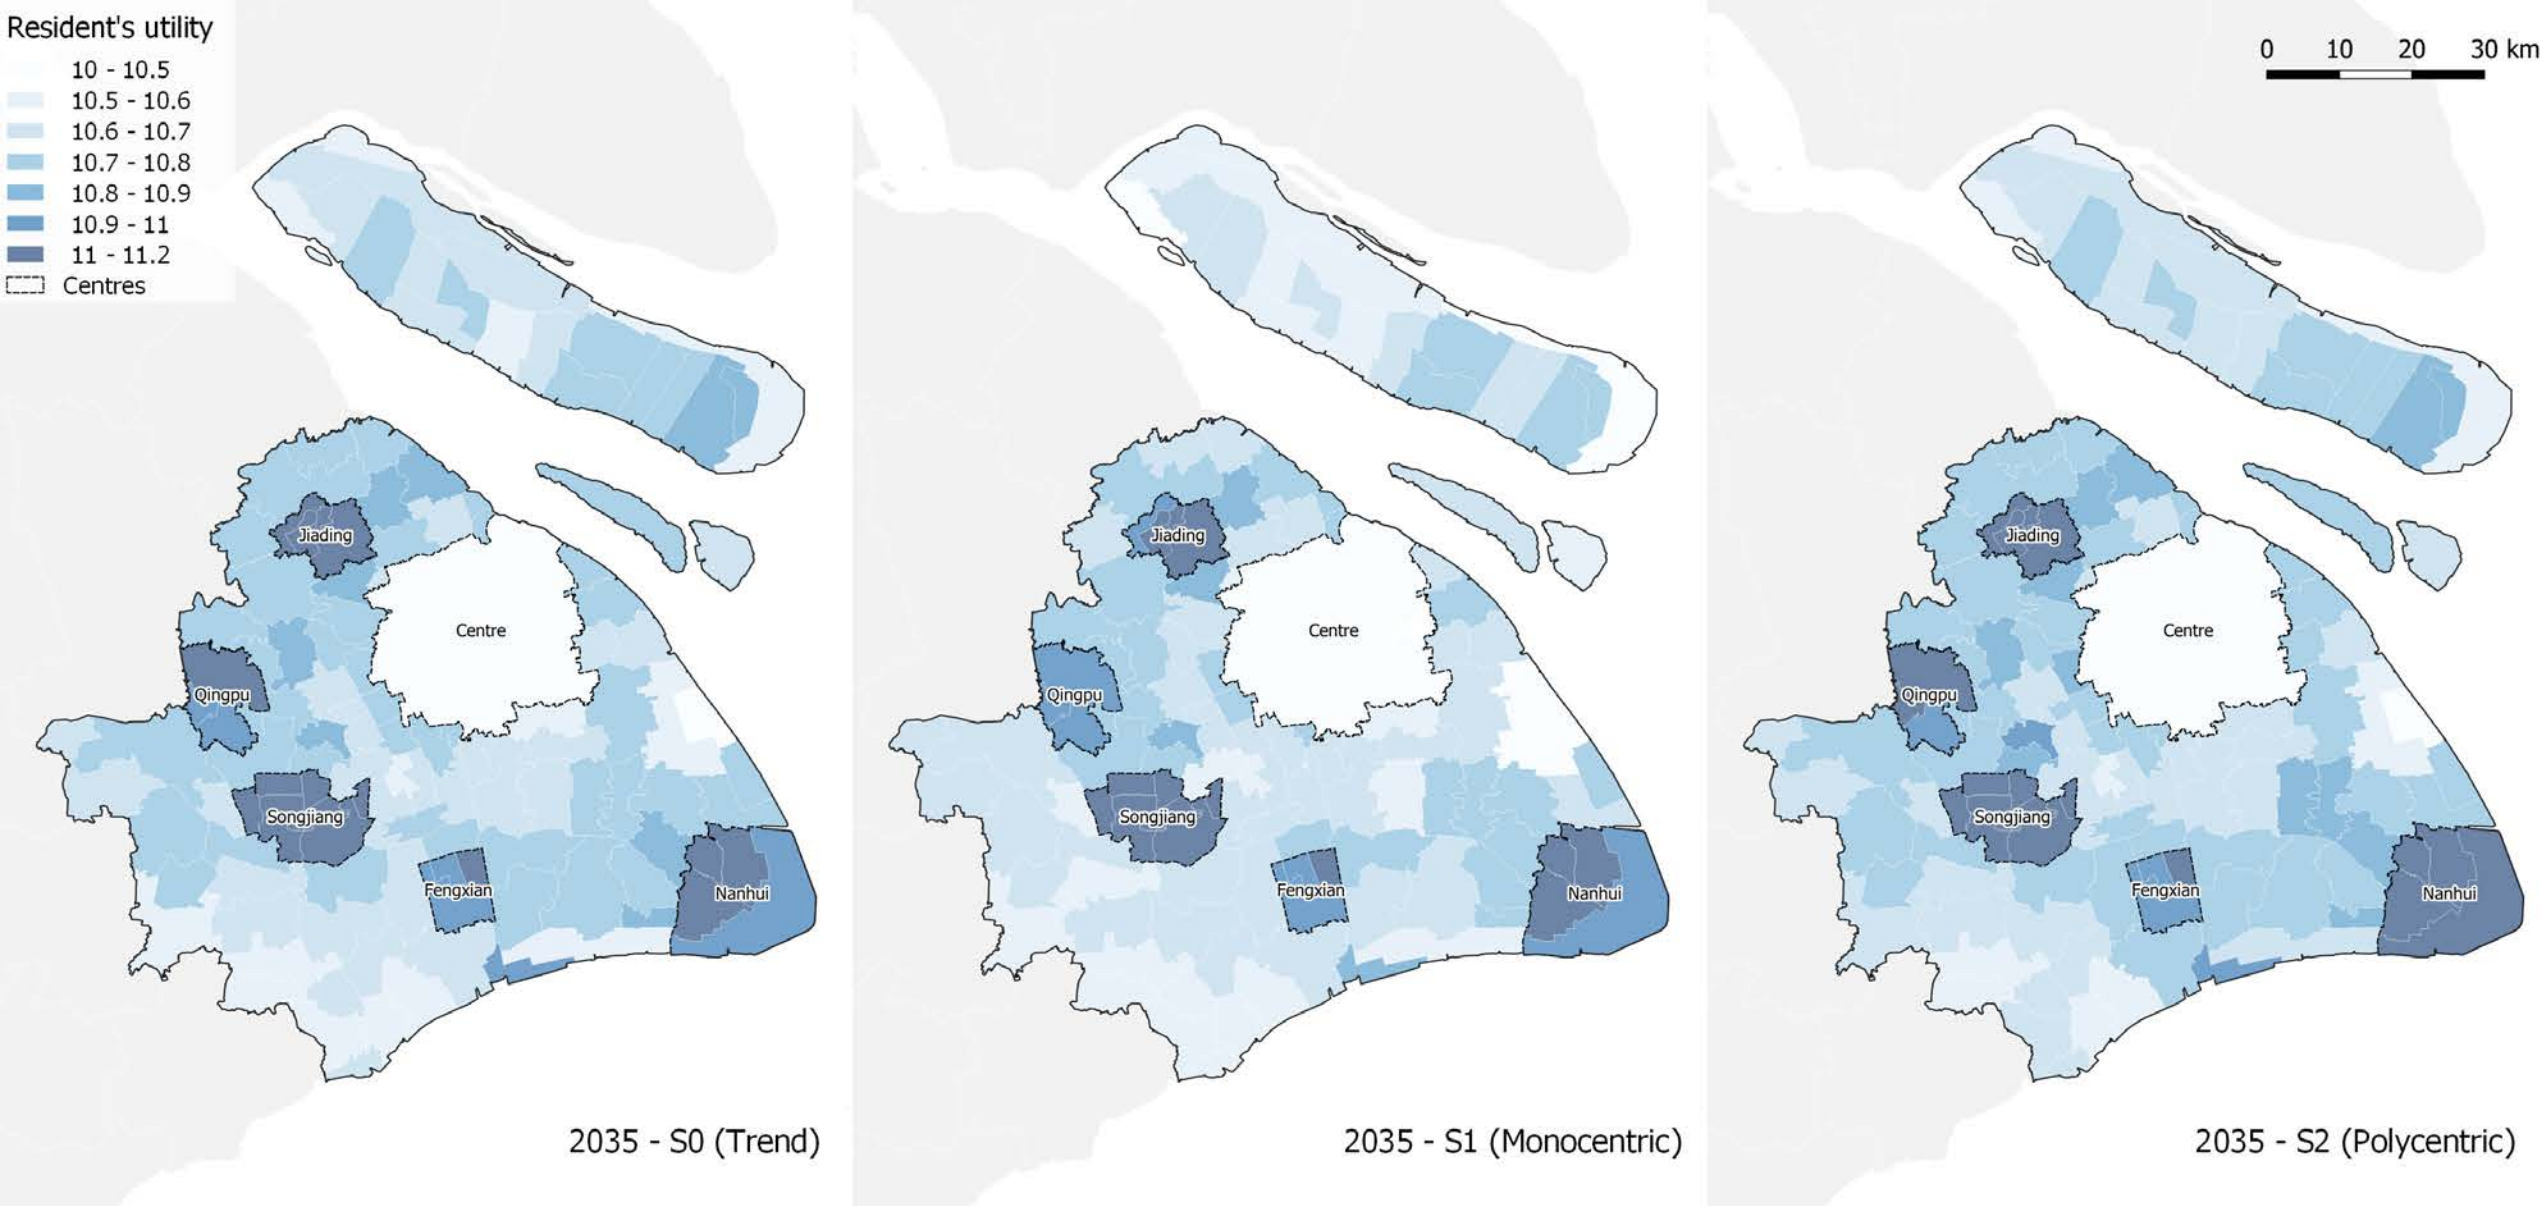 Resident's utility
10 - 10.5
10.5 - 10.6
10.6 - 10.7
10.7 - 10.8
10.8 - 10.9
10.9 - 11
11 - 11.2
Centres
0 10 20 30 km
Jiading
Centre
Qingpu
Songjiang
Fengxian
Nanhui
2035 - S0 (Trend)
Jiading
Centre
Qingpu
Songjiang
Fengxian
Nanhui
2035 - S1 (Monocentric)
Jiading
Centre
Qingpu
Songjiang
Fengxian
Nanhui
2035 - S2 (Polycentric)